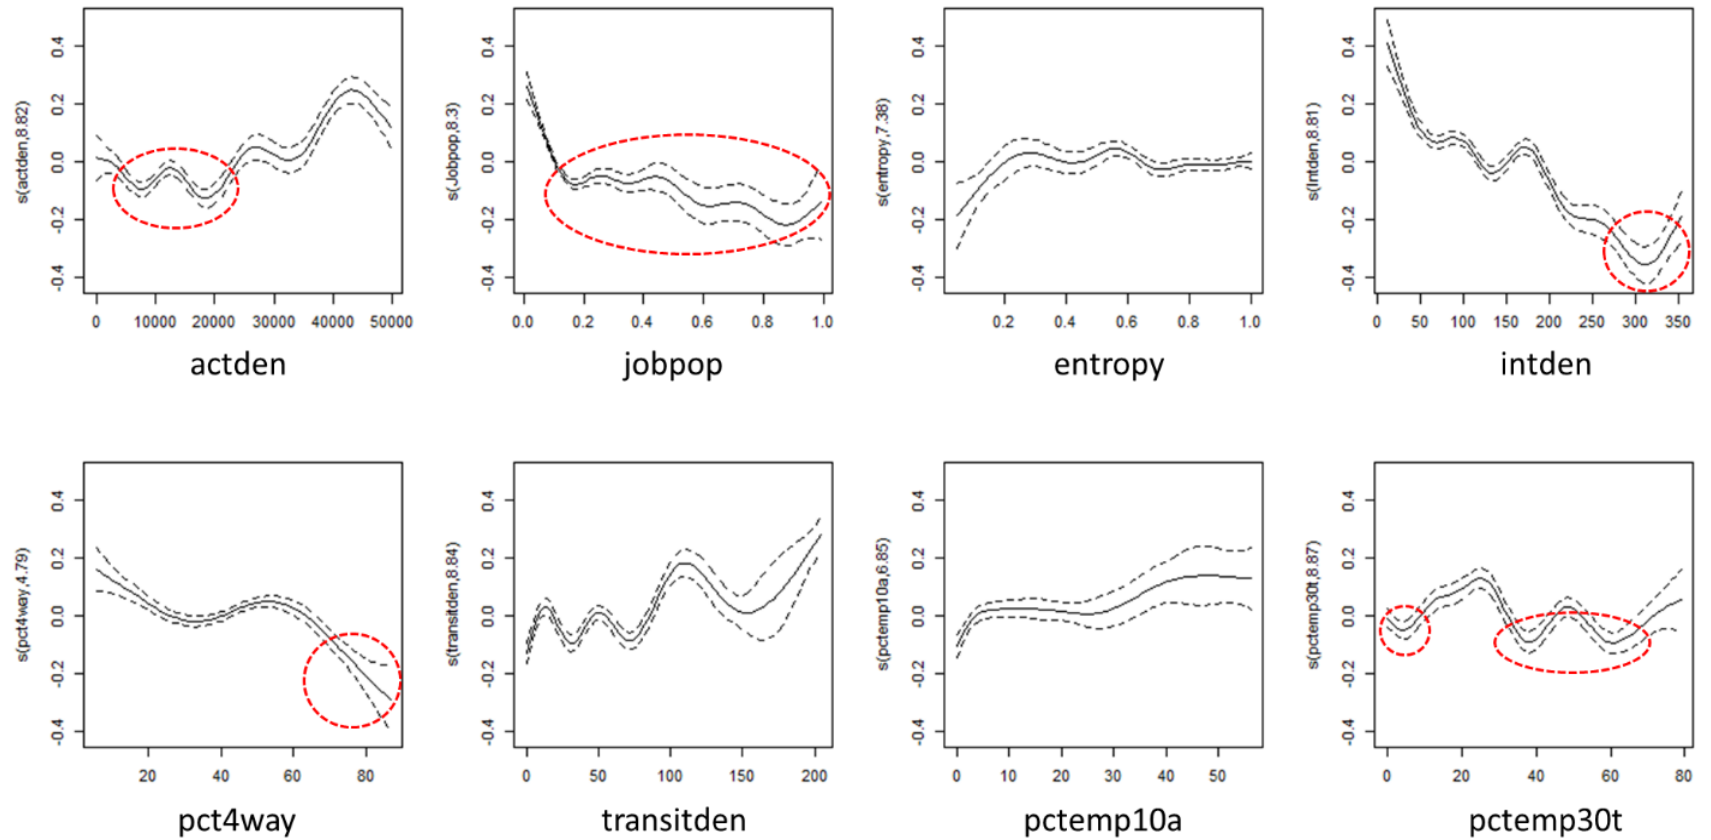 s(actden,8.82)
0.4
0.2
0.0
-0.2
-0.4
0 10000 20000 30000 40000 50000
actden
s(Jobpop,8.3)
0.4
0.2
0.0
-0.2
-0.4
0.0 0.2 0.4 0.6 0.8 1.0
jobpop
s(entropy,7.38)
0.4
0.2
0.0
-0.2
-0.4
0.2 0.4 0.6 0.8 1.0
entropy
s(Intden,8.81)
0.4
0.2
0.0
-0.2
-0.4
0 50 100 150 200 250 300 350
intden
s(pct4way,4.79)
0.4
0.2
0.0
-0.2
-0.4
20 40 60 80
pct4way
s(transitden,8.84)
0.4
0.2
0.0
-0.2
-0.4
0 50 100 150 200
transitden
s(pctemp10a,6.85)
0.4
0.2
0.0
-0.2
-0.4
0 10 20 30 40 50
pctemp10a
s(pctemp30t,8.87)
0.4
0.2
0.0
-0.2
-0.4
0 20 40 60 80
pctemp30t